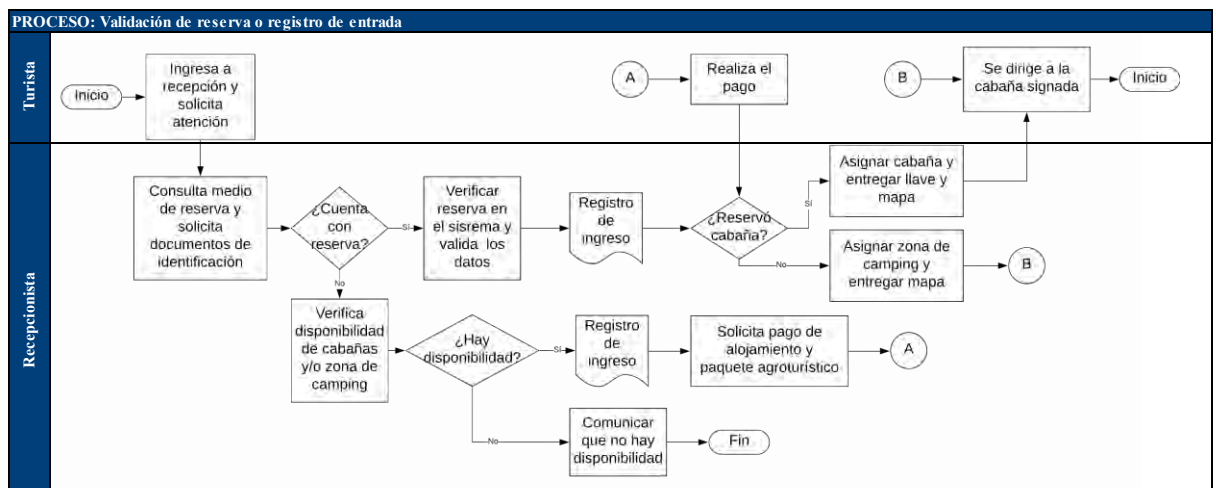 PROCESO: Validación de reserva o registro de entrada
Turista
Inicio
Ingresa a
recepción y
solicita
atención
A
Realiza el
pago
B
Se dirige a la
cabaña signada
Inicio
Recepcionista
Consulta medio
de reserva y
solicita
documentos de
identificación
¿Cuenta
con
reserva?
Sí
No
Verificar
reserva en
el sisrema y
valida los
datos
Registro
de
ingreso
¿Reservó
cabaña?
Sí
No
Asignar cabaña y
entregar llave y
mapa
Asignar zona de
camping y
entregar mapa
B
Verifica
disponibilidad
de cabañas
y/o zona de
camping
¿Hay
disponibilidad?
Sí
No
Registro
de
ingreso
Solicita pago de
alojamiento y
paquete agroturístico
A
Comunicar
que no hay
disponibilidad
Fin